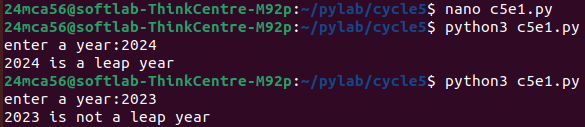 24mca56@softlab-ThinkCentre-M92p:~/pylab/cycle5$ nano c5e1.py
24mca56@softlab-ThinkCentre-M92p:~/pylab/cycle5$ python3 c5e1.py
enter a year:2024
2024 is a leap year
24mca56@softlab-ThinkCentre-M92p:~/pylab/cycle5$ python3 c5e1.py
enter a year:2023
2023 is not a leap year